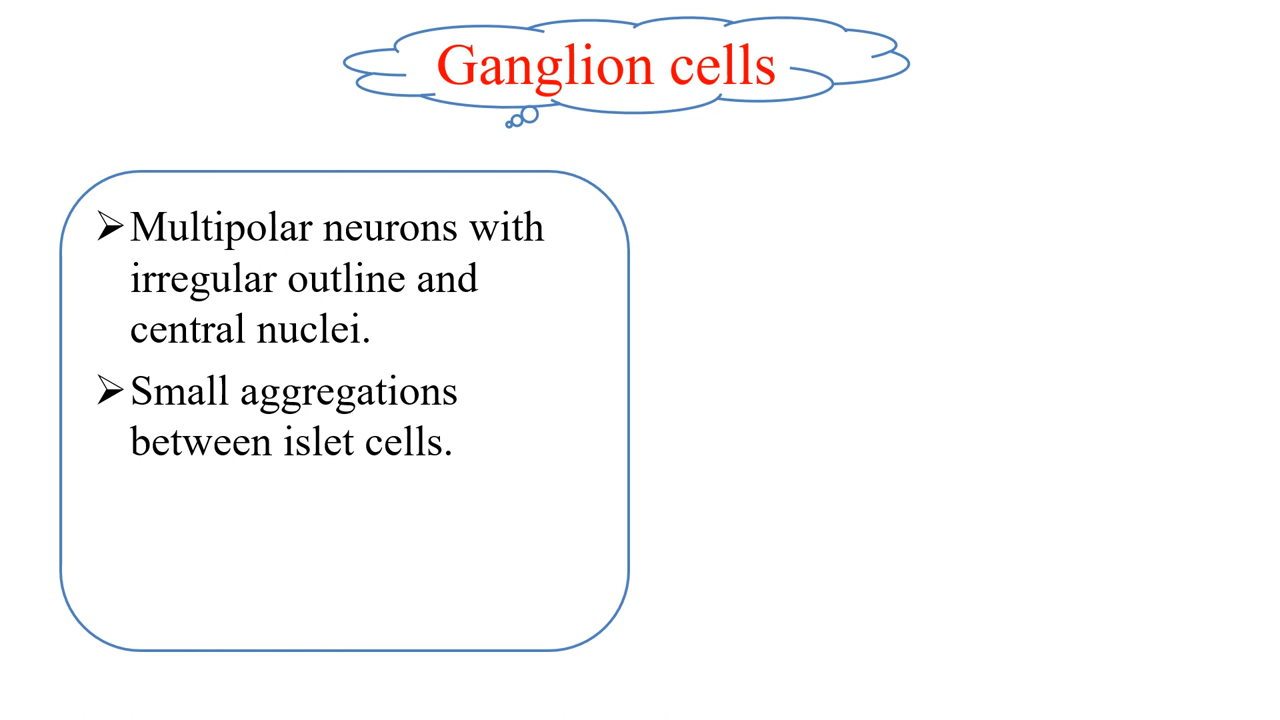 Ganglion cells
➢Multipolar neurons with
irregular outline and
central nuclei.
➢Small aggregations
between islet cells.